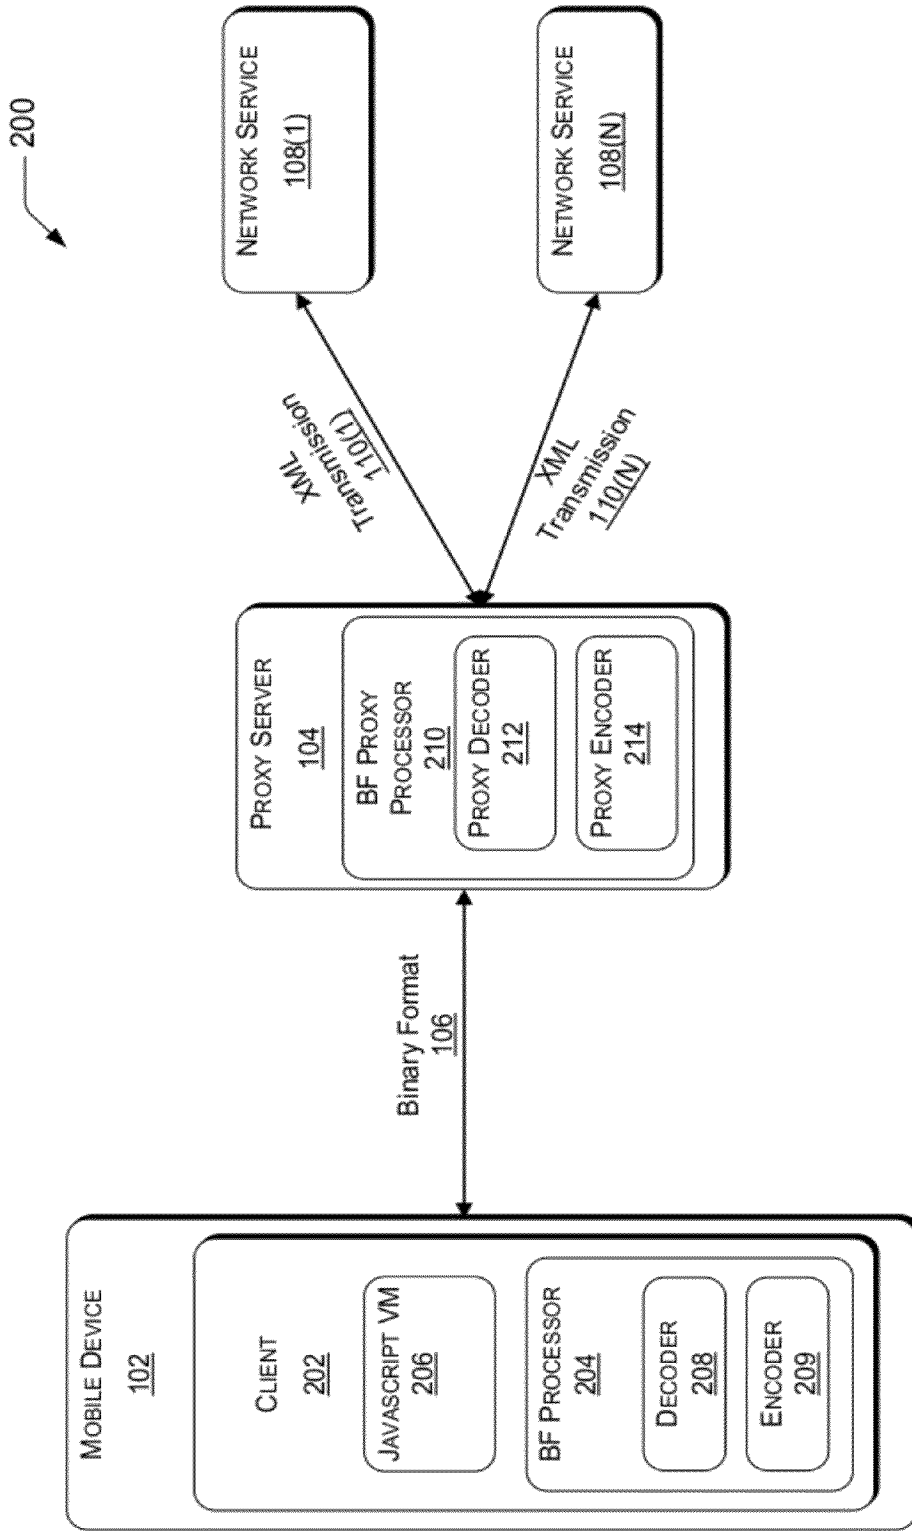 200
MOBILE DEVICE
102
CLIENT
202
JAVASCRIPT VM
206
BF PROCESSOR
204
DECODER
208
ENCODER
209
Binary Format
106
PROXY SERVER
104
BF PROXY
PROCESSOR
210
PROXY DECODER
212
PROXY ENCODER
214
XML
Transmission
110(1)
XML
Transmission
110(N)
NETWORK SERVICE
108(1)
NETWORK SERVICE
108(N)